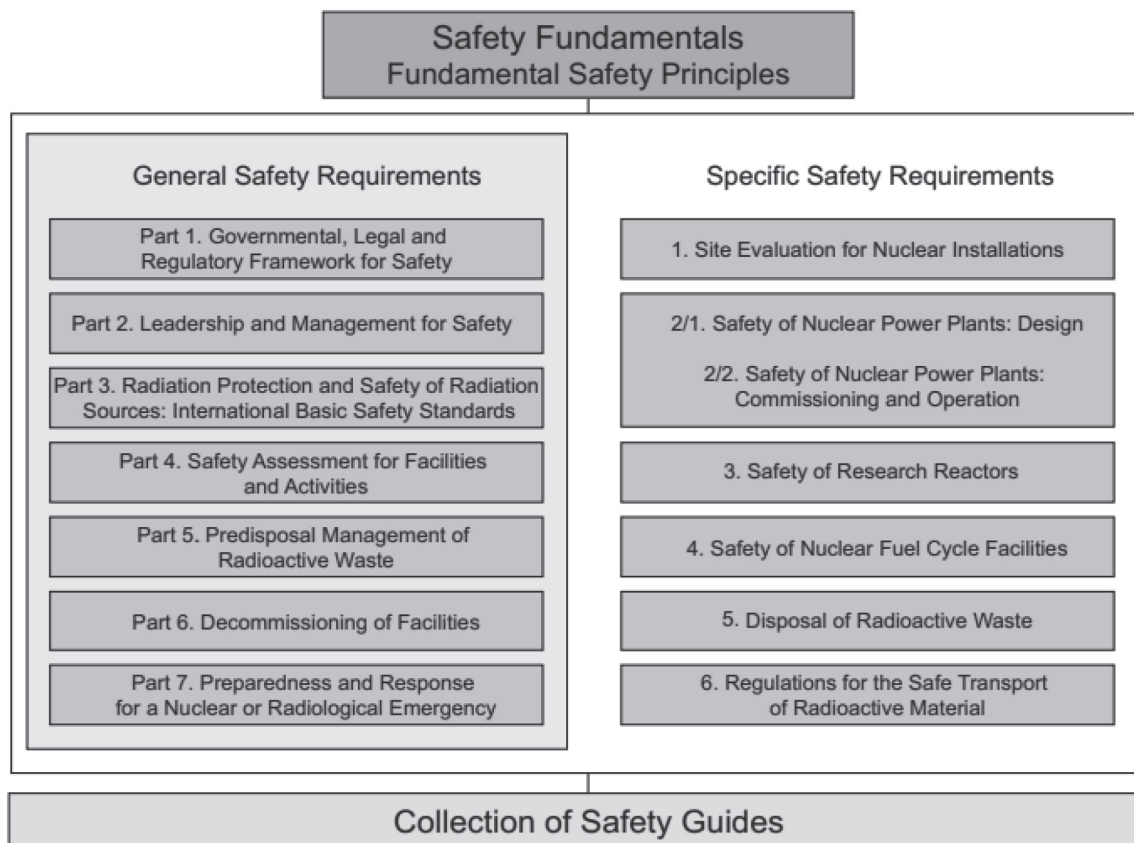 Safety Fundamentals
Fundamental Safety Principles
General Safety Requirements
Part 1. Governmental, Legal and
Regulatory Framework for Safety
Part 2. Leadership and Management for Safety
Part 3. Radiation Protection and Safety of Radiation
Sources: International Basic Safety Standards
Part 4. Safety Assessment for Facilities
and Activities
Part 5. Predisposal Management of
Radioactive Waste
Part 6. Decommissioning of Facilities
Part 7. Preparedness and Response
for a Nuclear or Radiological Emergency
Specific Safety Requirements
1. Site Evaluation for Nuclear Installations
2/1. Safety of Nuclear Power Plants: Design
2/2. Safety of Nuclear Power Plants:
Commissioning and Operation
3. Safety of Research Reactors
4. Safety of Nuclear Fuel Cycle Facilities
5. Disposal of Radioactive Waste
6. Regulations for the Safe Transport
of Radioactive Material
Collection of Safety Guides